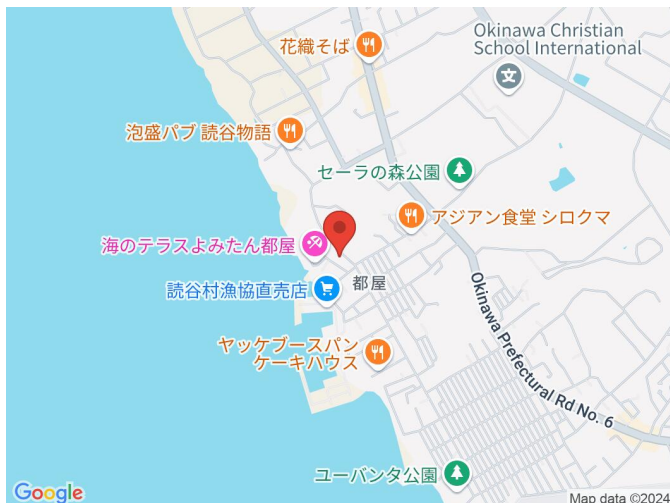 花織そば
Okinawa Christian
School International
泡盛パブ 読谷物語
セーラの森公園
アジアン食堂 シロクマ
海のテラスよみたん都屋
都屋
読谷村漁協直売店
Okinawa Prefectural Rd No. 6
ヤッケブースパン
ケーキハウス
ユーバンタ公園
Google
Map data ©2024